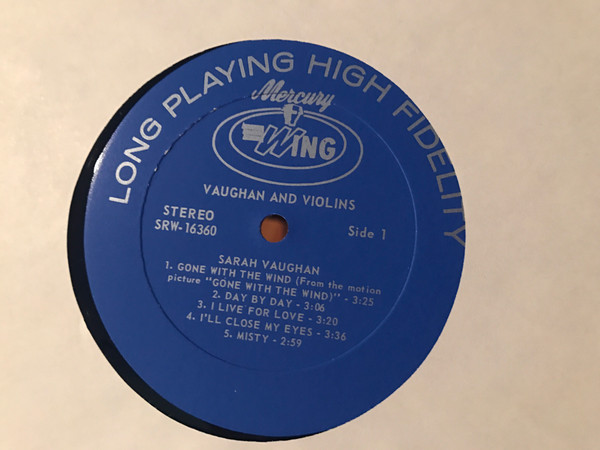 LONG PLAYING HIGH FIDELITY
Mercury
WING
VAUGHAN AND VIOLINS
STEREO
SRW-16360
Side 1
SARAH VAUGHAN
1. GONE WITH THE WIND (From the motion
picture "GONE WITH THE WIND)" - 3:25
2. DAY BY DAY - 3:06
3. I LIVE FOR LOVE - 3:20
4. I'LL CLOSE MY EYES - 3:36
5. MISTY - 2:59